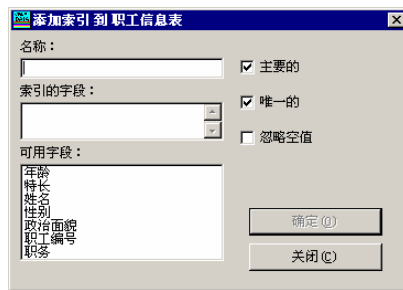 添加索引 到 职工信息表
名称：
主要的
索引的字段：
唯一的
忽略空值
可用字段：
年龄
特长
姓名
性别
政治面貌
职工编号
职务
确定(O)
关闭(C)